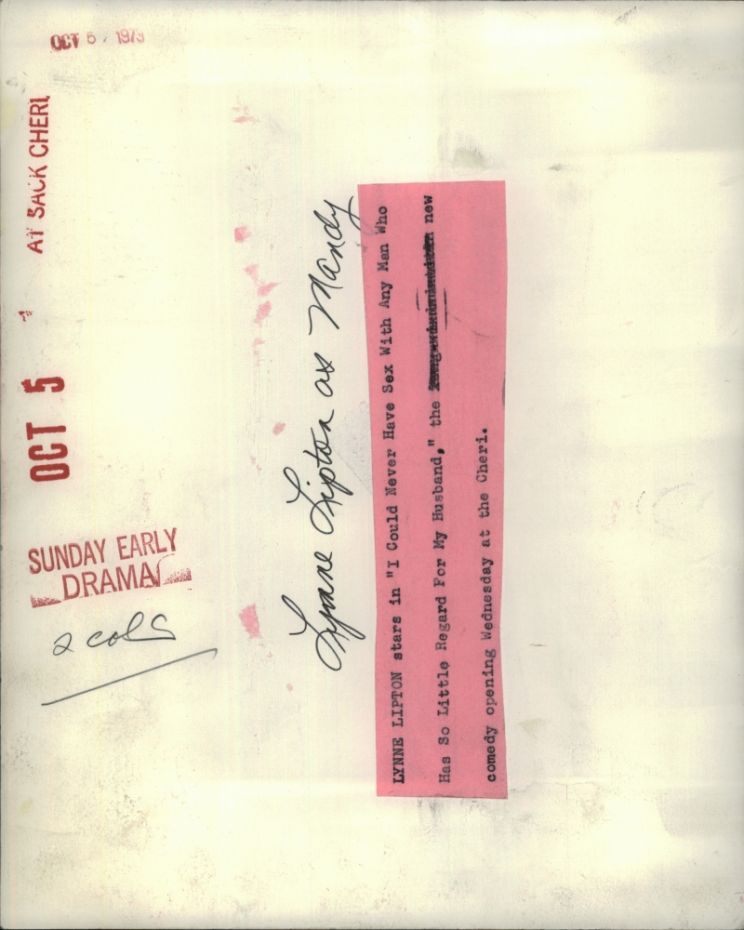 OCT 5 1973
AT SACK CHERI
OCT 5
SUNDAY EARLY
DRAMA
2 cols
Lynne Lipton as Mandy
LYNNE LIPTON stars in "I Could Never Have Sex With Any Man Who
Has So Little Regard For My Husband," the new
comedy opening Wednesday at the Cheri.